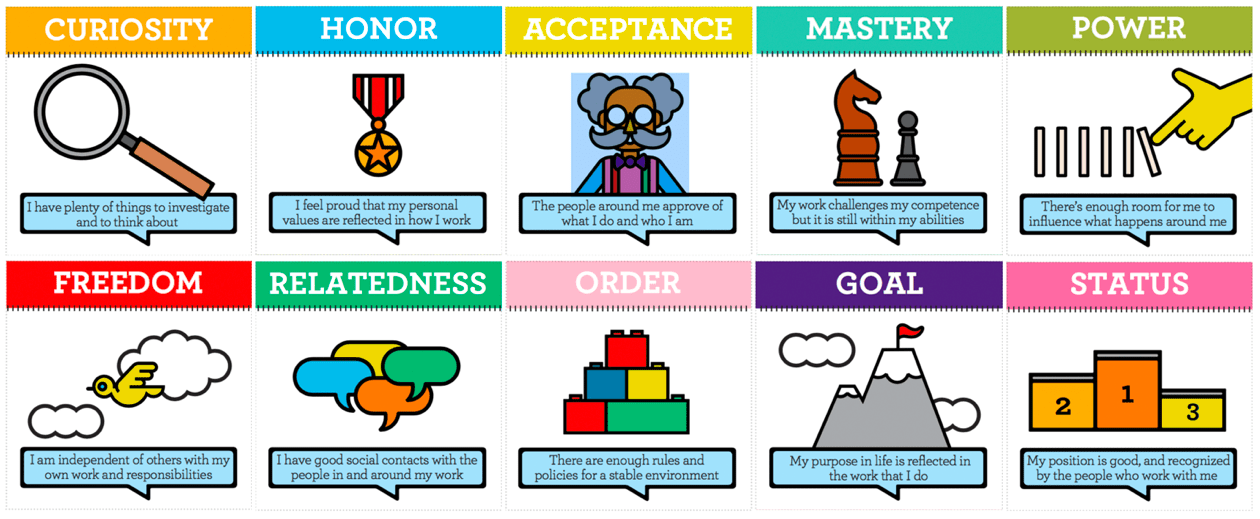 CURIOSITY
HONOR
ACCEPTANCE
MASTERY
POWER
I have plenty of things to investigate
and to think about
I feel proud that my personal
values are reflected in how I work
The people around me approve of
what I do and who I am
My work challenges my competence
but it is still within my abilities
There's enough room for me to
influence what happens around me
FREEDOM
RELATEDNESS
ORDER
GOAL
STATUS
2
1
3
I am independent of others with my
own work and responsibilities
I have good social contacts with the
people in and around my work
There are enough rules and
policies for a stable environment
My purpose in life is reflected in
the work that I do
My position is good, and recognized
by the people who work with me